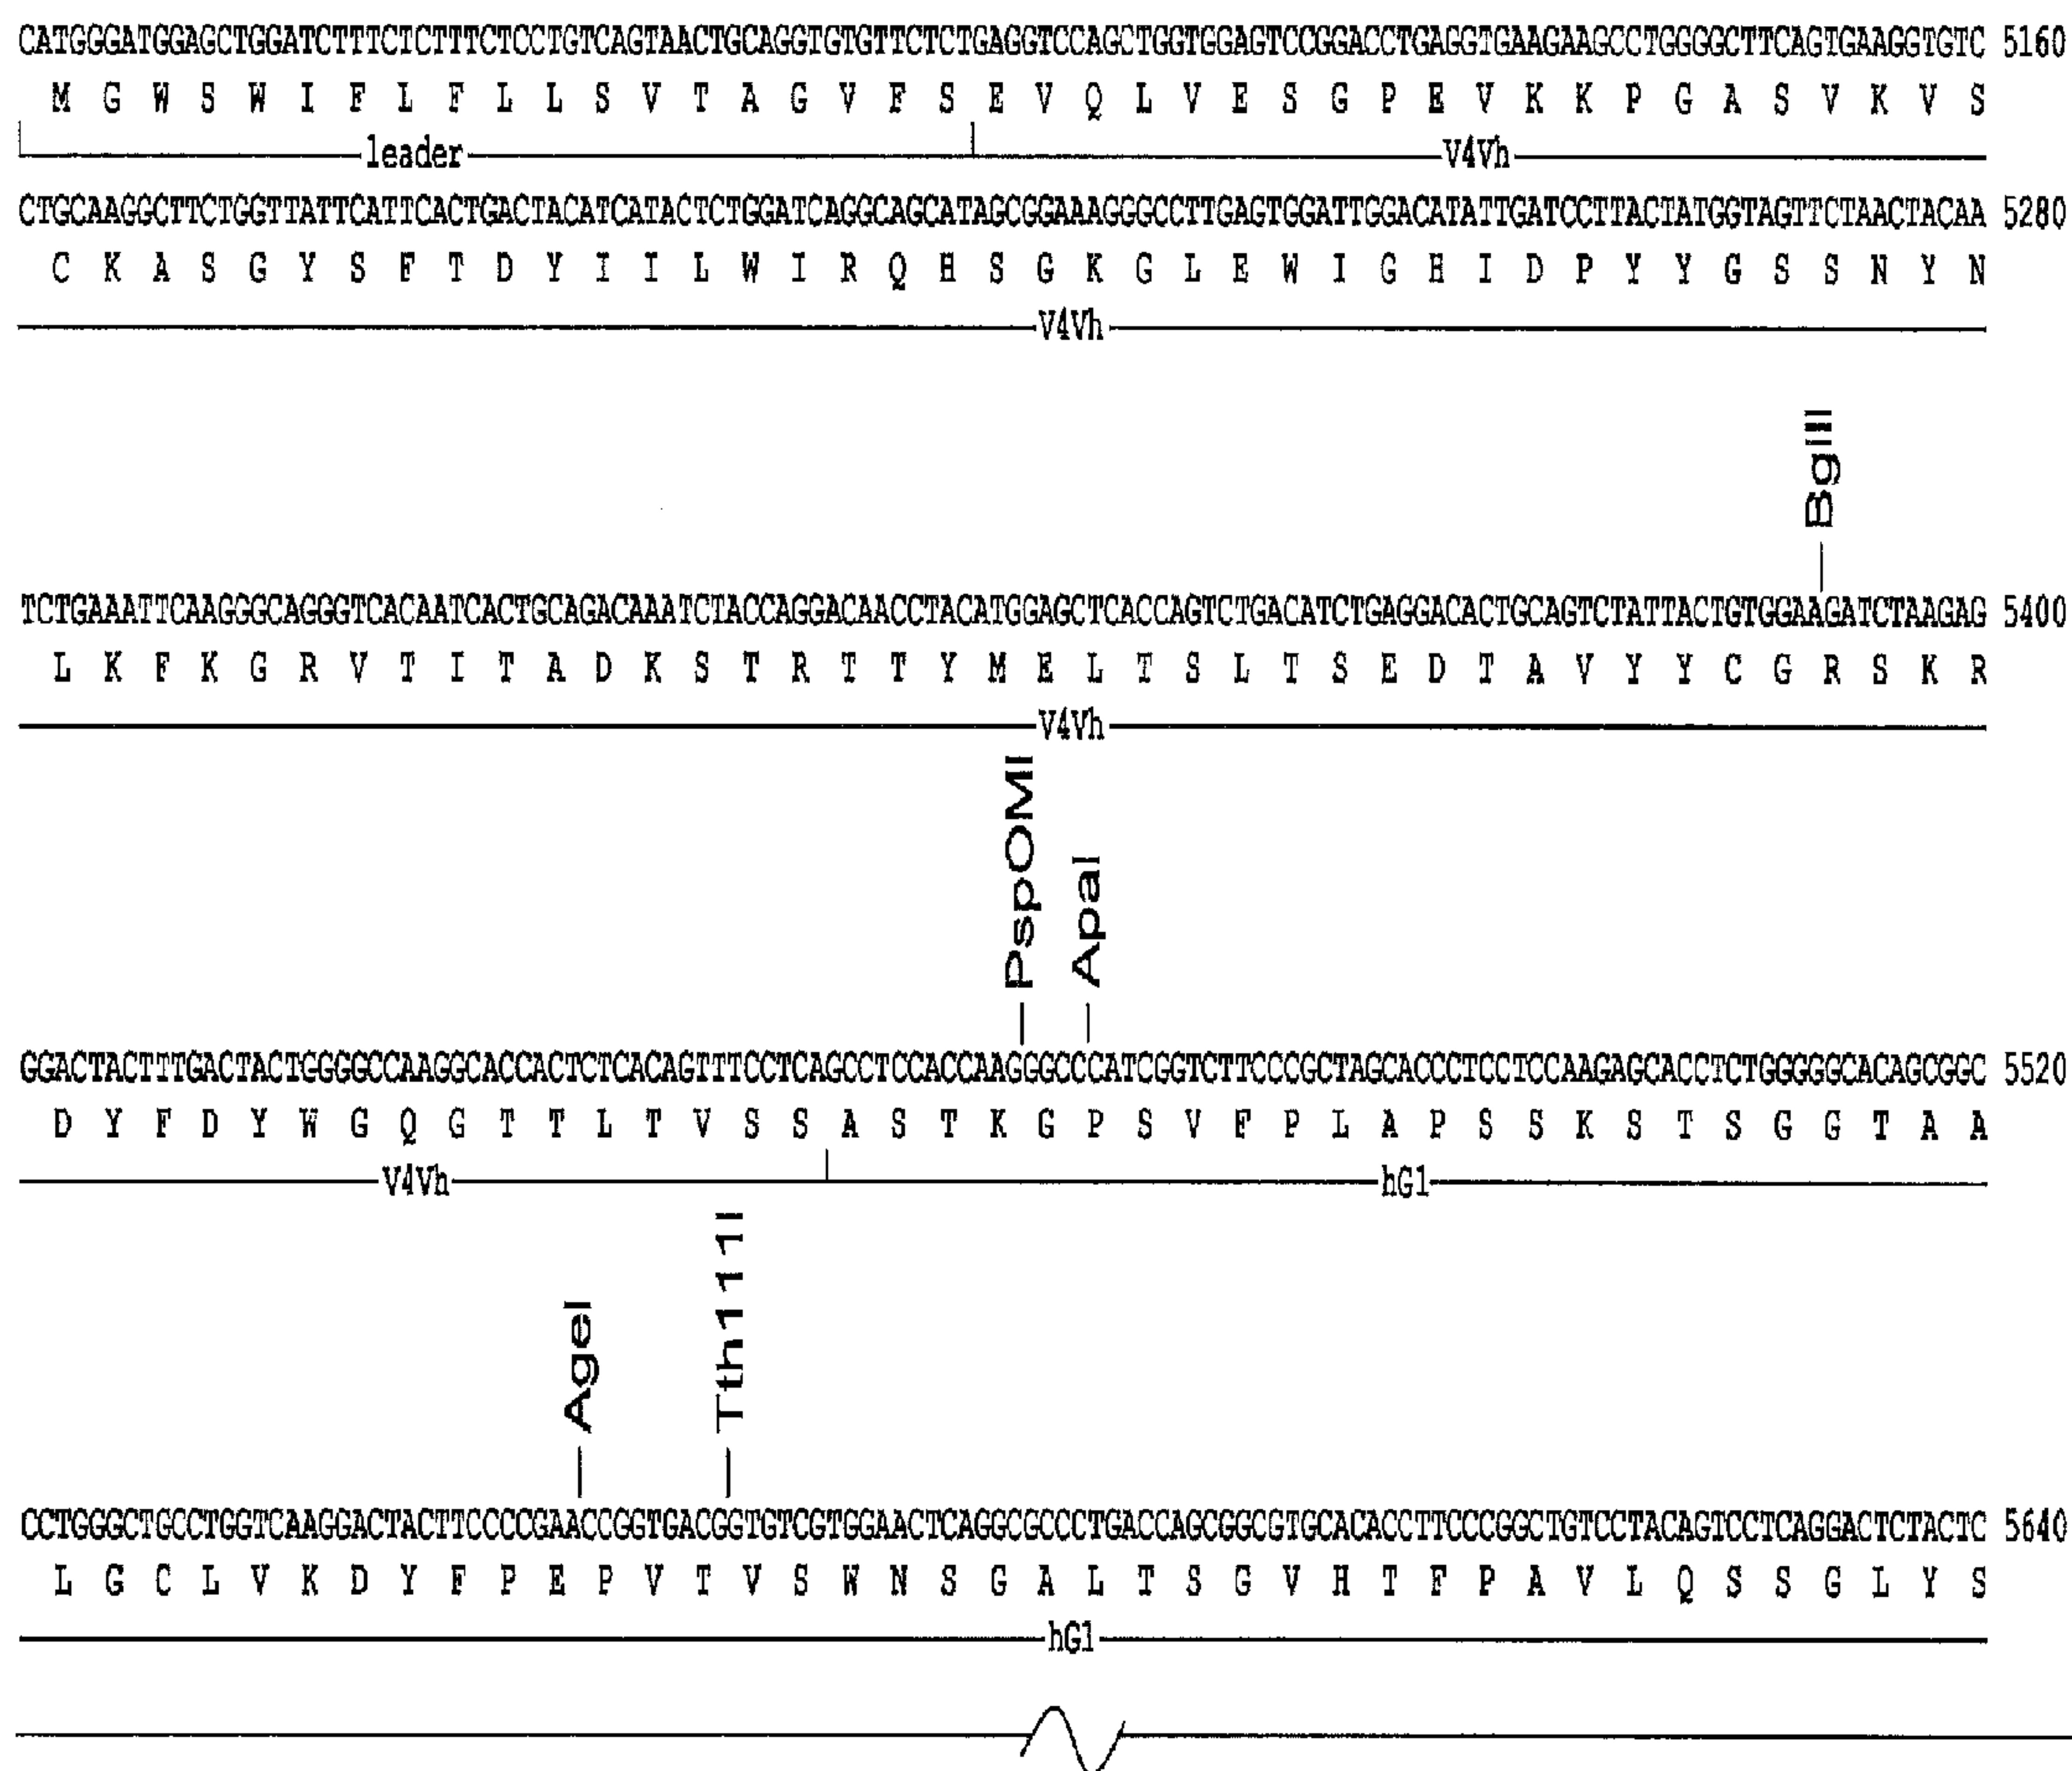 CATGGGATGGAGCTGGATCTTTCTCTTTCTCCTGTCAGTAACTGCAGGTGTGTTCTCTGAGGTCCAGCTGGTGGAGTCCGGACCTGAGGTGAAGAAGCCTGGGGCTTCAGTGAAGGTGTC 5160
M G W S W I F L F L L S V T A G V F S E V Q L V E S G P E V K K P G A S V K V S
leader V4Vh
CTGCAAGGCTTCTGGTTATTCATTCACTGACTACATCATACTCTGGATCAGGCAGCATAGCGGAAAGGGCCTTGAGTGGATTGGACATATTGATCCTTACTATGGTAGTTCTAACTACAA 5280
C K A S G Y S F T D Y I I L W I R Q H S G K G L E W I G H I D P Y Y G S S N Y N
V4Vh
BglII
TCTGAAATTCAAGGGCAGGGTCACAATCACTGCAGACAAATCTACCAGGACAACCTACATGGAGCTCACCAGTCTGACATCTGAGGACACTGCAGTCTATTACTGTGGAAGATCTAAGAG 5400
L K F K G R V T I T A D K S T R T T Y M E L T S L T S E D T A V Y Y C G R S K R
V4Vh
PspOMI ApaI
GGACTACTTTGACTACTGGGGCCAAGGCACCACTCTCACAGTTTCCTCAGCCTCCACCAAGGGCCCATCGGTCTTCCCGCTAGCACCCTCCTCCAAGAGCACCTCTGGGGGCACAGCGGC 5520
D Y F D Y W G Q G T T L T V S S A S T K G P S V F P L A P S S K S T S G G T A A
V4Vh hG1
AgeI Tth111I
CCTGGGCTGCCTGGTCAAGGACTACTTCCCCGAACCGGTGACGGTGTCGTGGAACTCAGGCGCCCTGACCAGCGGCGTGCACACCTTCCCGGCTGTCCTACAGTCCTCAGGACTCTACTC 5640
L G C L V K D Y F P E P V T V S W N S G A L T S G V H T F P A V L Q S S G L Y S
hG1